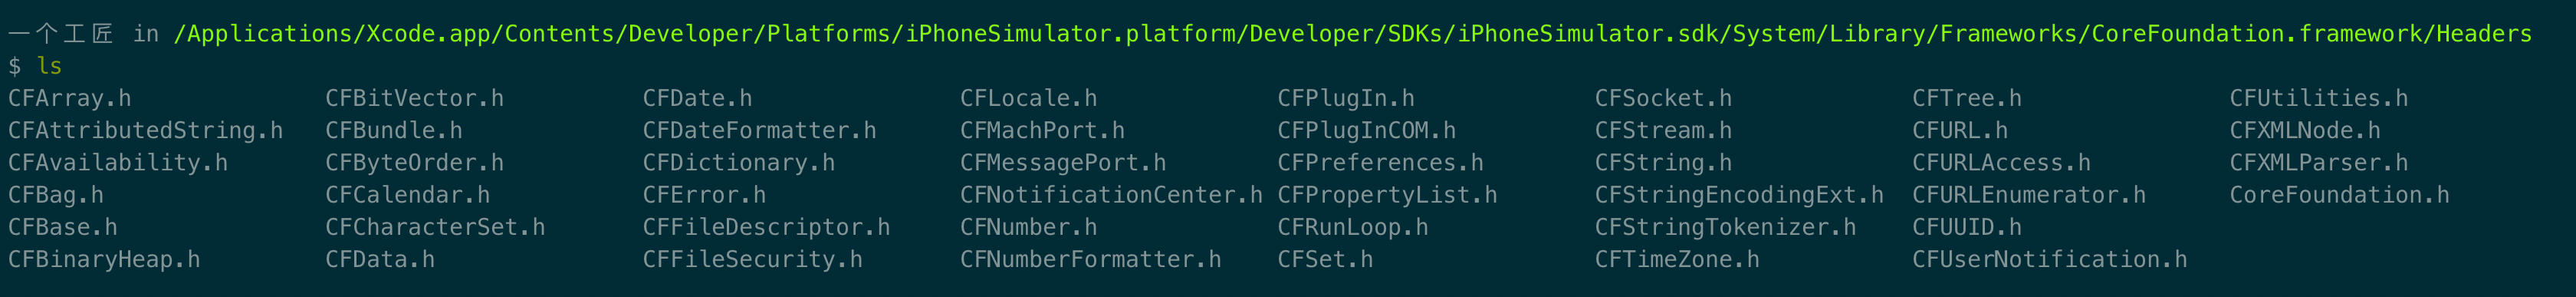 一个工匠 in /Applications/Xcode.app/Contents/Developer/Platforms/iPhoneSimulator.platform/Developer/SDKs/iPhoneSimulator.sdk/System/Library/Frameworks/CoreFoundation.framework/Headers
$ ls
CFArray.h CFBitVector.h CFDate.h CFLocale.h CFPlugIn.h CFSocket.h CFTree.h CFUtilities.h
CFAttributedString.h CFBundle.h CFDateFormatter.h CFMachPort.h CFPlugInCOM.h CFStream.h CFURL.h CFXMLNode.h
CFAvailability.h CFByteOrder.h CFDictionary.h CFMessagePort.h CFPreferences.h CFString.h CFURLAccess.h CFXMLParser.h
CFBag.h CFCalendar.h CFError.h CFNotificationCenter.h CFPropertyList.h CFStringEncodingExt.h CFURLEnumerator.h CoreFoundation.h
CFBase.h CFCharacterSet.h CFFileDescriptor.h CFNumber.h CFRunLoop.h CFStringTokenizer.h CFUUID.h
CFBinaryHeap.h CFData.h CFFileSecurity.h CFNumberFormatter.h CFSet.h CFTimeZone.h CFUserNotification.h